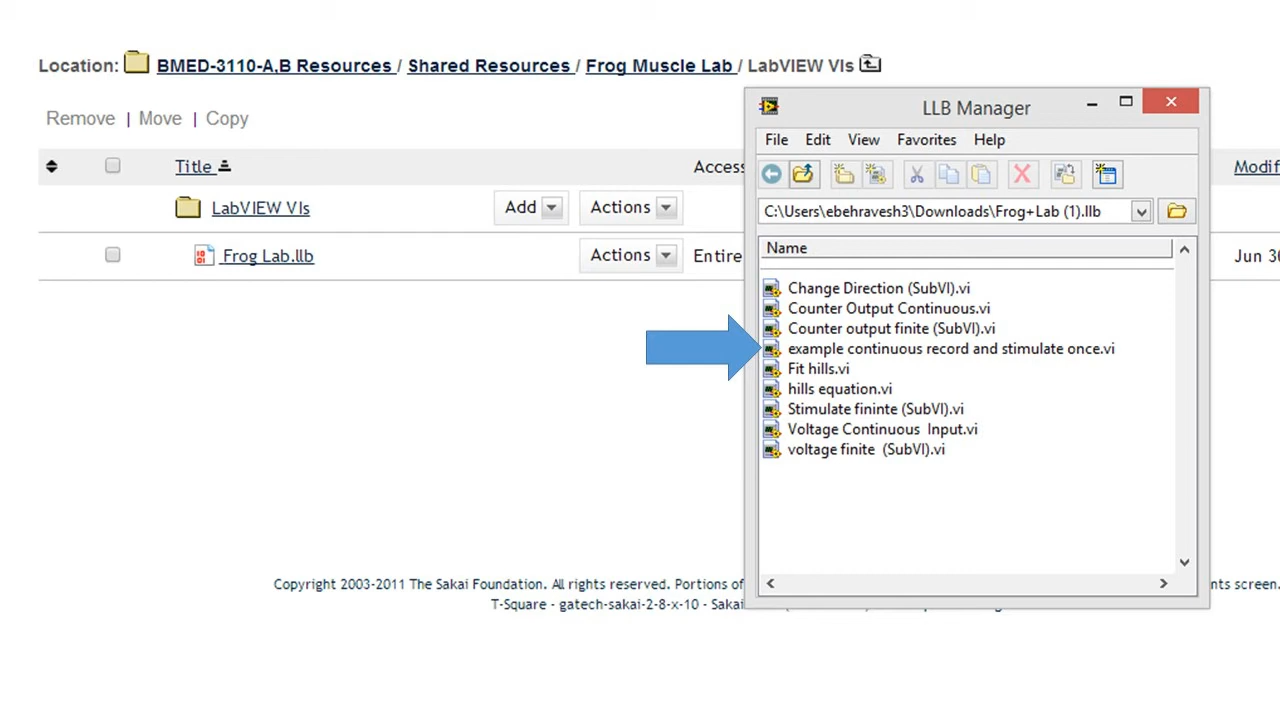 Location: BMED-3110-A,B Resources / Shared Resources / Frog Muscle Lab / LabVIEW VIs
Remove | Move | Copy
Title
Access
Modif
LabVIEW VIs
Add
Actions
Frog Lab.llb
Actions
Entire
Jun 30
LLB Manager
File Edit View Favorites Help
C:\Users\ebehravesh3\Downloads\Frog+Lab (1).llb
Name
Change Direction (SubVI).vi
Counter Output Continuous.vi
Counter output finite (SubVI).vi
example continuous record and stimulate once.vi
Fit hills.vi
hills equation.vi
Stimulate fininte (SubVI).vi
Voltage Continuous  Input.vi
voltage finite  (SubVI).vi
Copyright 2003-2011 The Sakai Foundation. All rights reserved. Portions of
nts screen.
T-Square - gatech-sakai-2-8-x-10 - Sakai